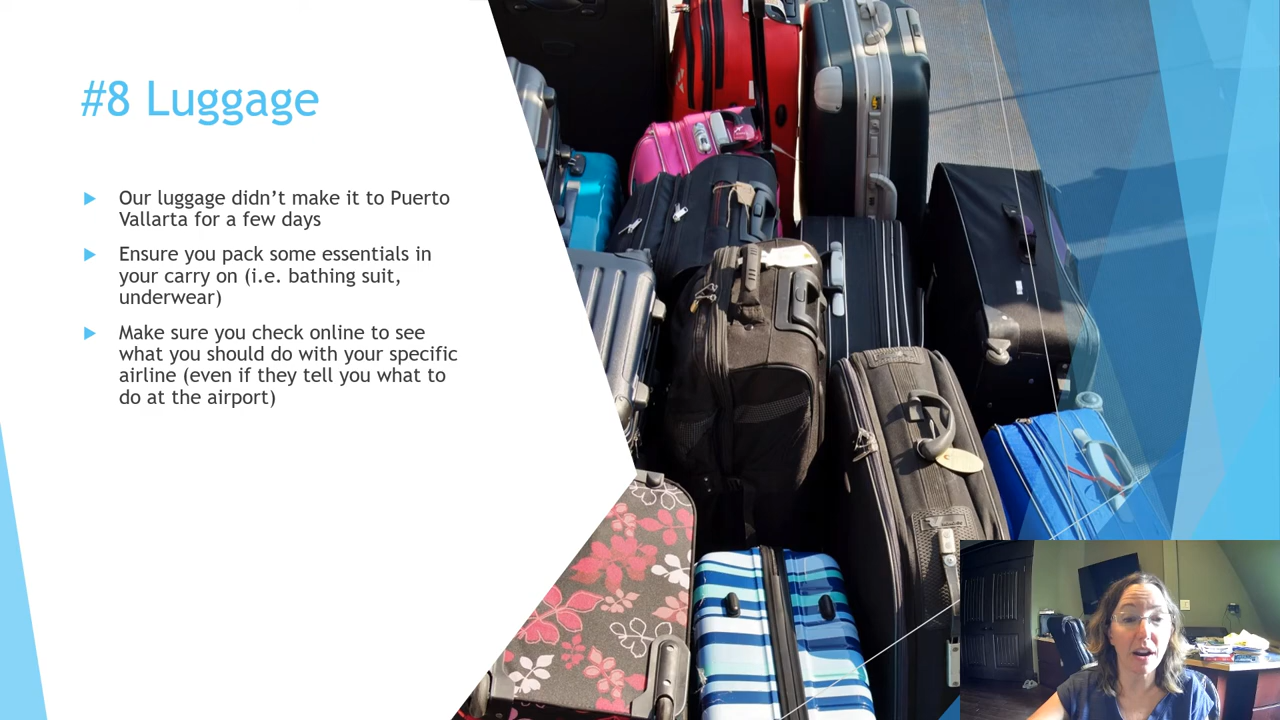 #8 Luggage
Our luggage didn’t make it to Puerto
Vallarta for a few days
Ensure you pack some essentials in
your carry on (i.e. bathing suit,
underwear)
Make sure you check online to see
what you should do with your specific
airline (even if they tell you what to
do at the airport)